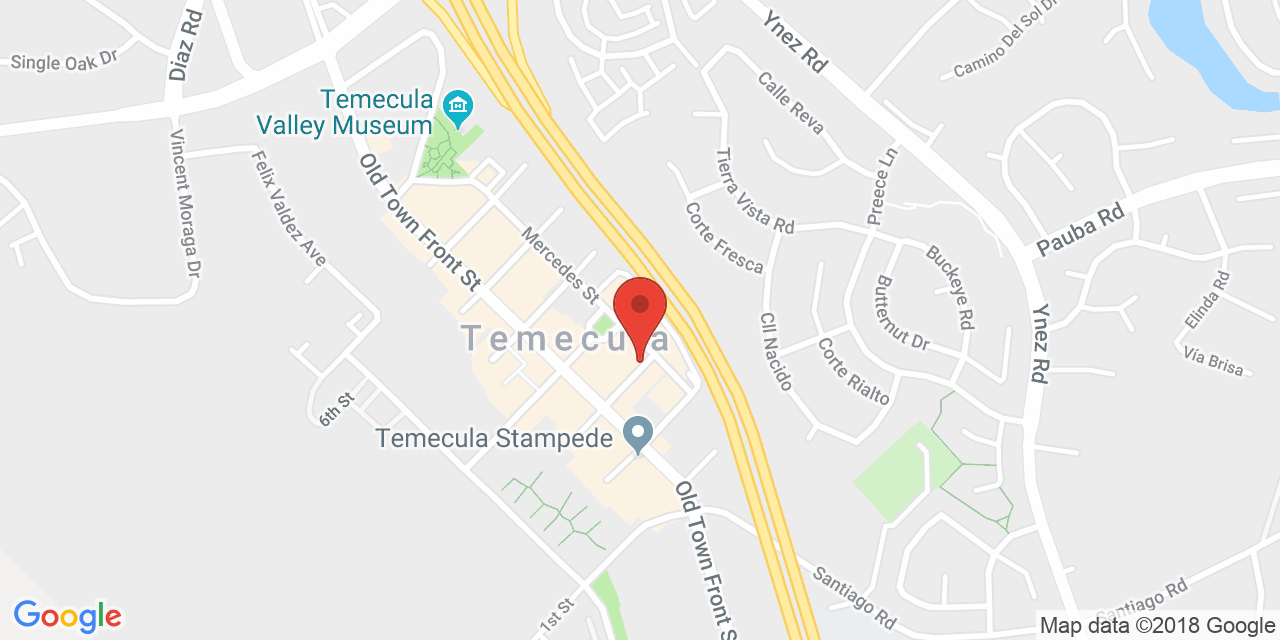 Single Oak Dr
Diaz Rd
Ynez Rd
Camino Del Sol Dr
Temecula
Valley Museum
Calle Reva
Vincent Moraga Dr
Felix Valdez Ave
Old Town Front St
Tierra Vista Rd
Preece Ln
Pauba Rd
Corte Fresca
Mercedes St
Buckeye Rd
Elinda Rd
Butternut Dr
Cll Nacido
Temecula
Ynez Rd
Corte Rialto
Via Brisa
6th St
Temecula Stampede
Old Town Front S
Santiago Rd
Santiago Rd
1st St
Google
Map data ©2018 Google